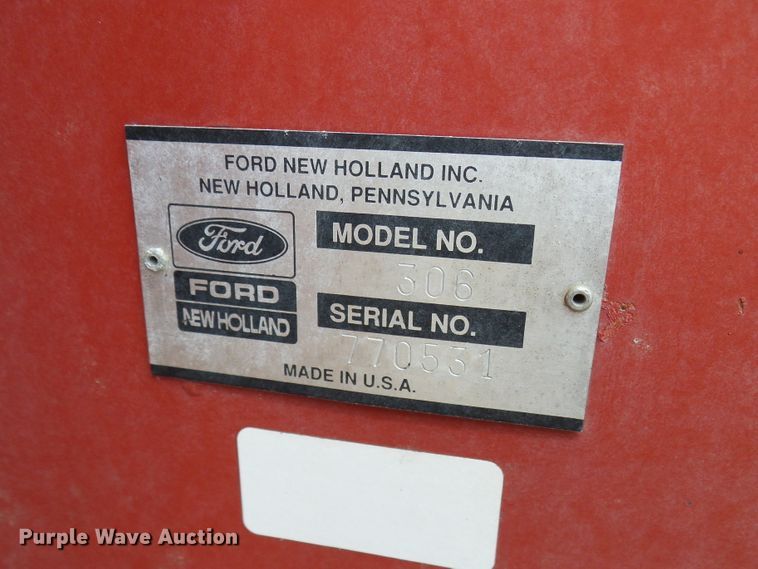 FORD NEW HOLLAND INC.
NEW HOLLAND, PENNSYLVANIA
Ford
FORD
NEW HOLLAND
MODEL NO.
306
SERIAL NO.
770531
MADE IN U.S.A.
Purple Wave Auction